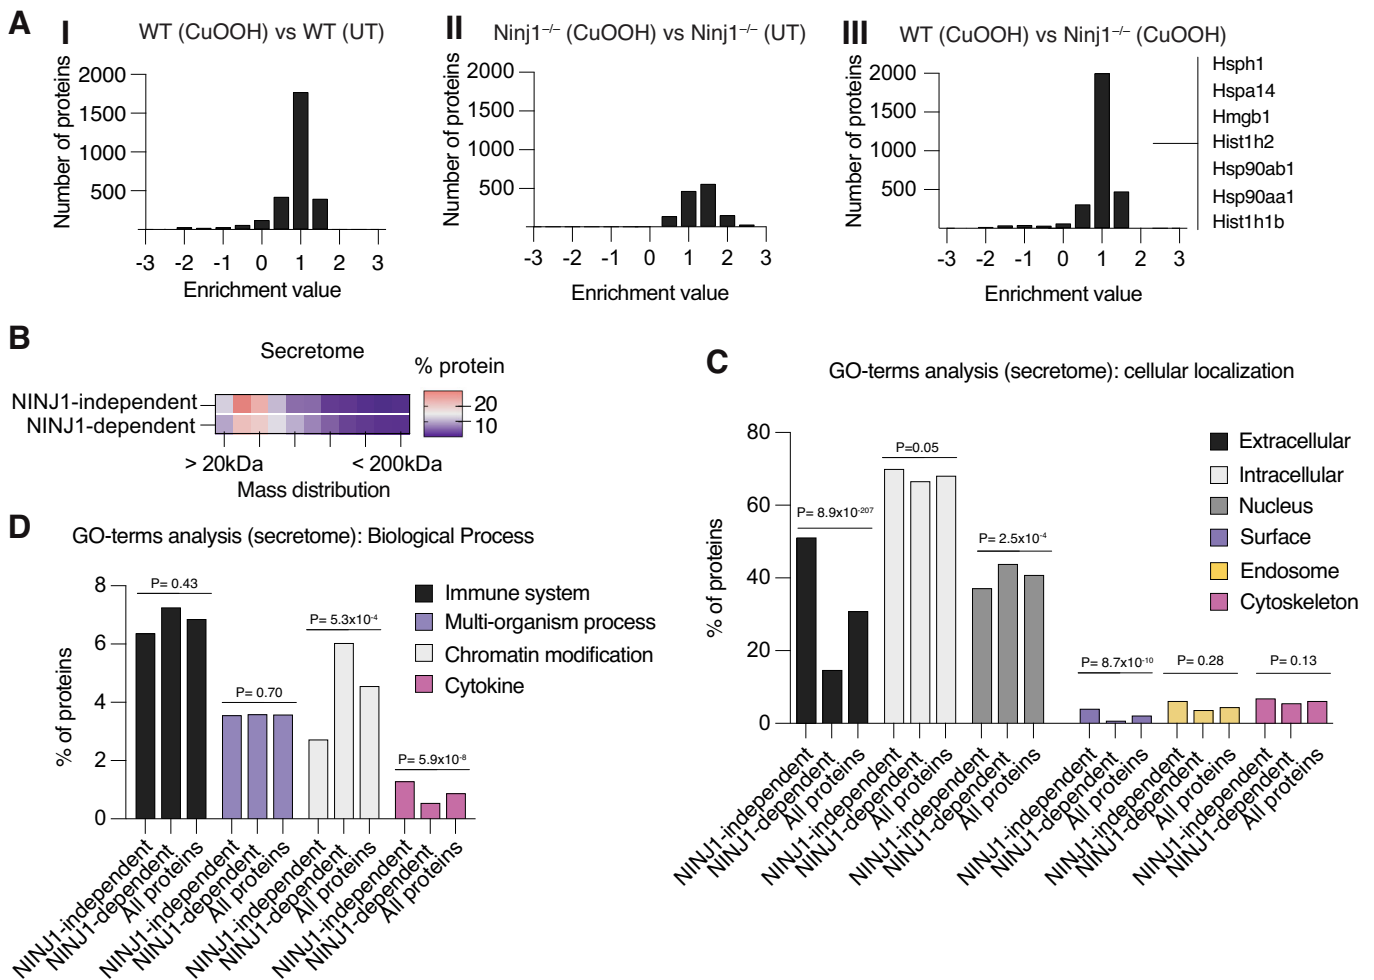 A
I
WT (CuOOH) vs WT (UT)
Number of proteins
2000
1500
1000
500
-3 -2 -1 0 1 2 3
Enrichment value
II
Ninj1⁻/⁻ (CuOOH) vs Ninj1⁻/⁻ (UT)
Number of proteins
2000
1500
1000
500
-3 -2 -1 0 1 2 3
Enrichment value
III
WT (CuOOH) vs Ninj1⁻/⁻ (CuOOH)
Number of proteins
2000
1500
1000
500
-3 -2 -1 0 1 2 3
Enrichment value
Hsph1
Hspa14
Hmgb1
Hist1h2
Hsp90ab1
Hsp90aa1
Hist1h1b
B
Secretome
% protein
NINJ1-independent
NINJ1-dependent
20
10
> 20kDa < 200kDa
Mass distribution
C
GO-terms analysis (secretome): cellular localization
% of proteins
80
60
40
20
0
P= 8.9x10⁻²⁰⁷
P=0.05
P= 2.5x10⁻⁴
P= 8.7x10⁻¹⁰
P= 0.28
P= 0.13
Extracellular
Intracellular
Nucleus
Surface
Endosome
Cytoskeleton
NINJ1-independent
NINJ1-dependent
All proteins
NINJ1-independent
NINJ1-dependent
All proteins
NINJ1-independent
NINJ1-dependent
All proteins
NINJ1-independent
NINJ1-dependent
All proteins
NINJ1-independent
NINJ1-dependent
All proteins
NINJ1-independent
NINJ1-dependent
All proteins
D
GO-terms analysis (secretome): Biological Process
% of proteins
8
6
4
2
0
P= 0.43
P= 0.70
P= 5.3x10⁻⁴
P= 5.9x10⁻⁸
Immune system
Multi-organism process
Chromatin modification
Cytokine
NINJ1-independent
NINJ1-dependent
All proteins
NINJ1-independent
NINJ1-dependent
All proteins
NINJ1-independent
NINJ1-dependent
All proteins
NINJ1-independent
NINJ1-dependent
All proteins